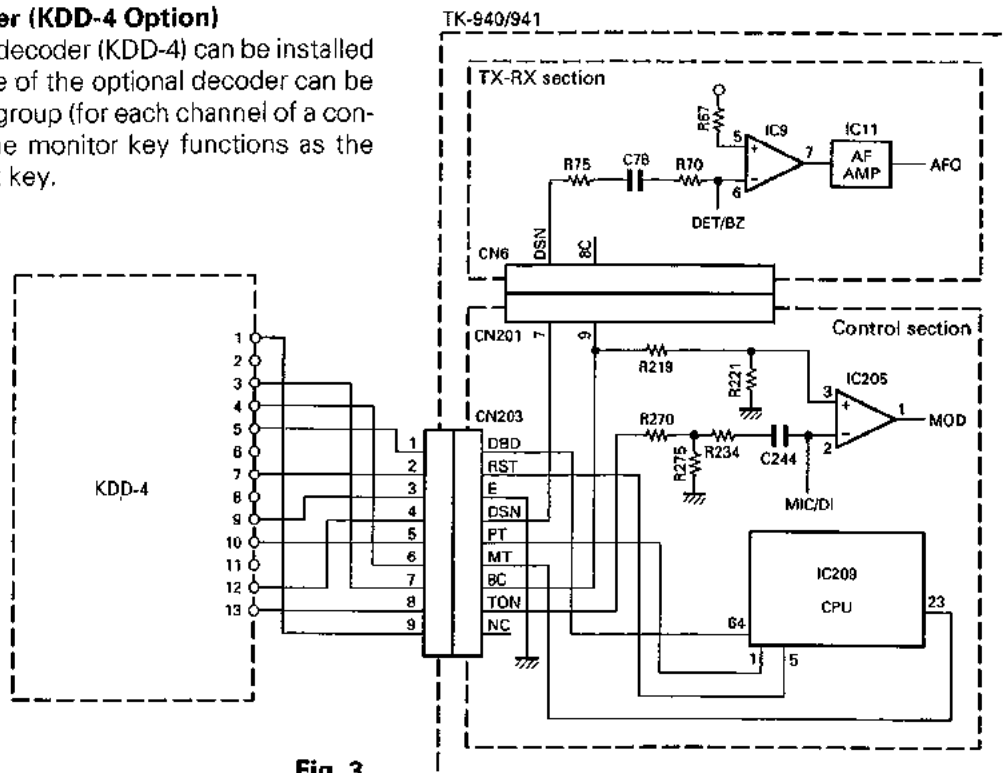 er (KDD-4 Option)
decoder (KDD-4) can be installed
e of the optional decoder can be
group (for each channel of a con-
e monitor key functions as the
key.
TK-940/941
TX-RX section
R67
5
IC9
7
IC11
AF
AMP
AFO
R75
C78
R70
6
DET/BZ
DSN
8C
CN6
CN201
7
9
Control section
R219
R221
3
IC205
1
MOD
2
R270
R275
R234
C244
MIC/DI
CN203
KDD-4
1
2
3
4
5
6
7
8
9
10
11
12
13
1 DBD
2 RST
3 E
4 DSN
5 PT
6 MT
7 8C
8 TON
9 NC
IC209
CPU
64
1
5
23
Fig. 3